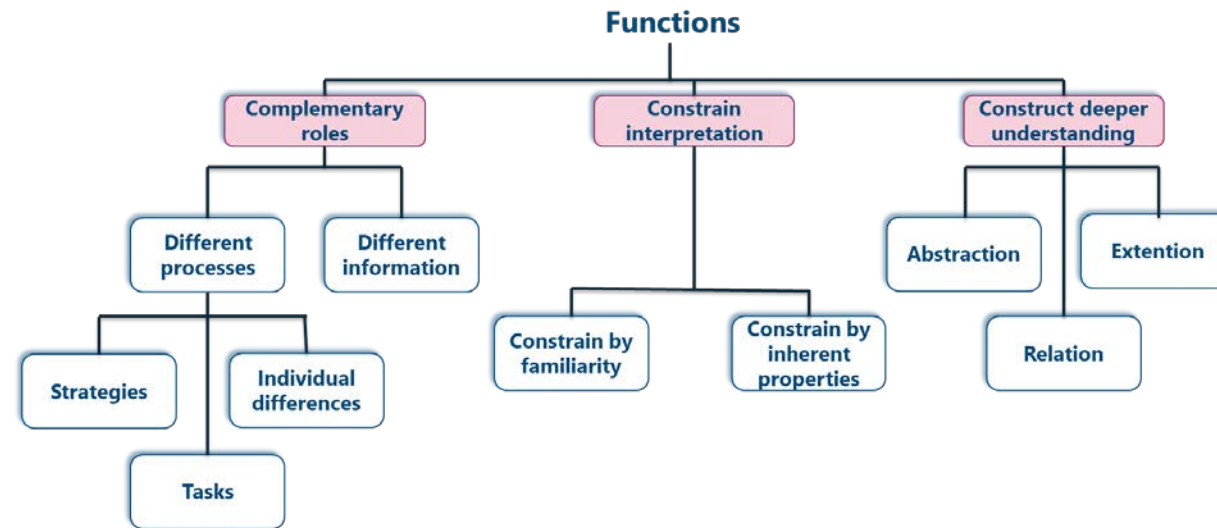 Functions
Complementary
roles
Constrain
interpretation
Construct deeper
understanding
Different
processes
Different
information
Abstraction
Extention
Constrain by
familiarity
Constrain by
inherent
properties
Relation
Strategies
Individual
differences
Tasks